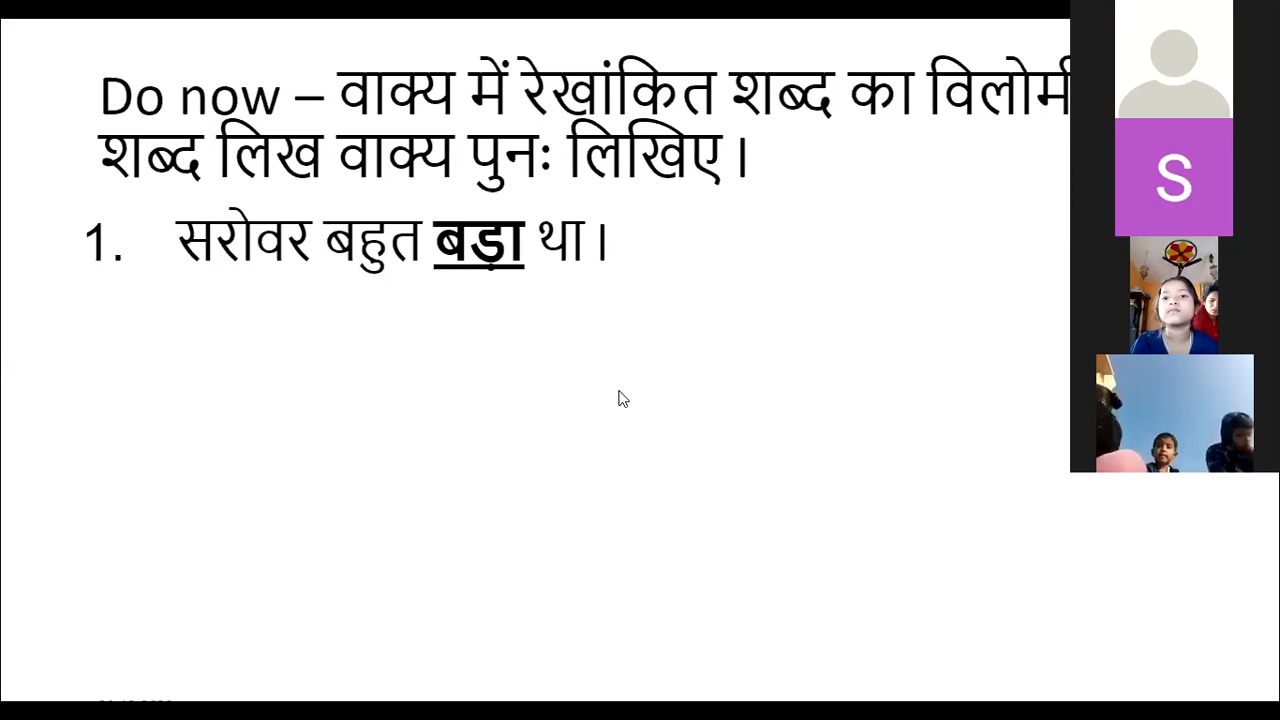 Do now – वाक्य में रेखांकित शब्द का
शब्द लिख वाक्य पुनः लिखिए।
1. सरोवर बहुत बड़ा था।
S